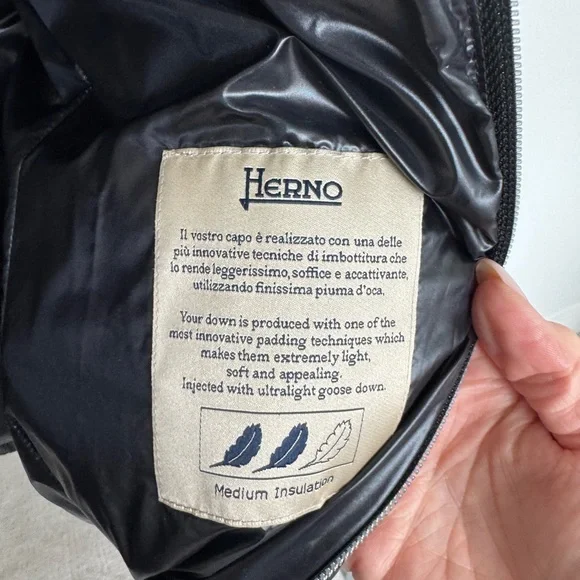 HERNO
Il vostro capo è realizzato con una delle
più innovative tecniche di imbottitura che
lo rende leggerissimo, soffice e accattivante,
utilizzando finissima piuma d'oca.
Your down is produced with one of the
most innovative padding techniques which
makes them extremely light,
soft and appealing.
Injected with ultralight goose down.
Medium Insulation